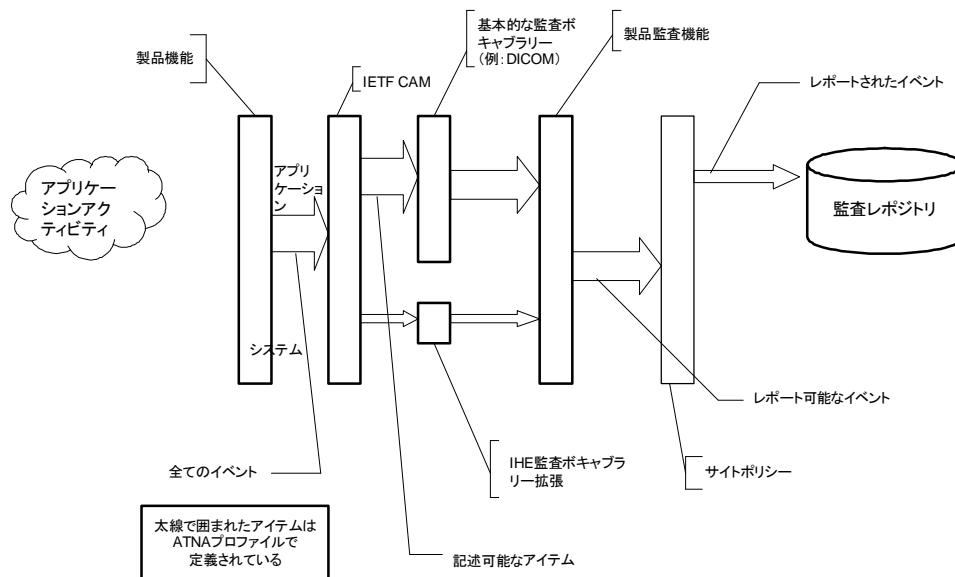 基本的な監査ボ
キャブラリー
(例:DICOM)
製品監査機能
製品機能
IETF CAM
レポートされたイベント
アプリ
ケーショ
ン
アプリケー
ションアク
ティビティ
監査レポジトリ
システム
レポート可能なイベント
全てのイベント
IHE監査ボキャブラ
リー拡張
サイトポリシー
太線で囲まれたアイテムは
ATNAプロファイルで
定義されている
記述可能なアイテム